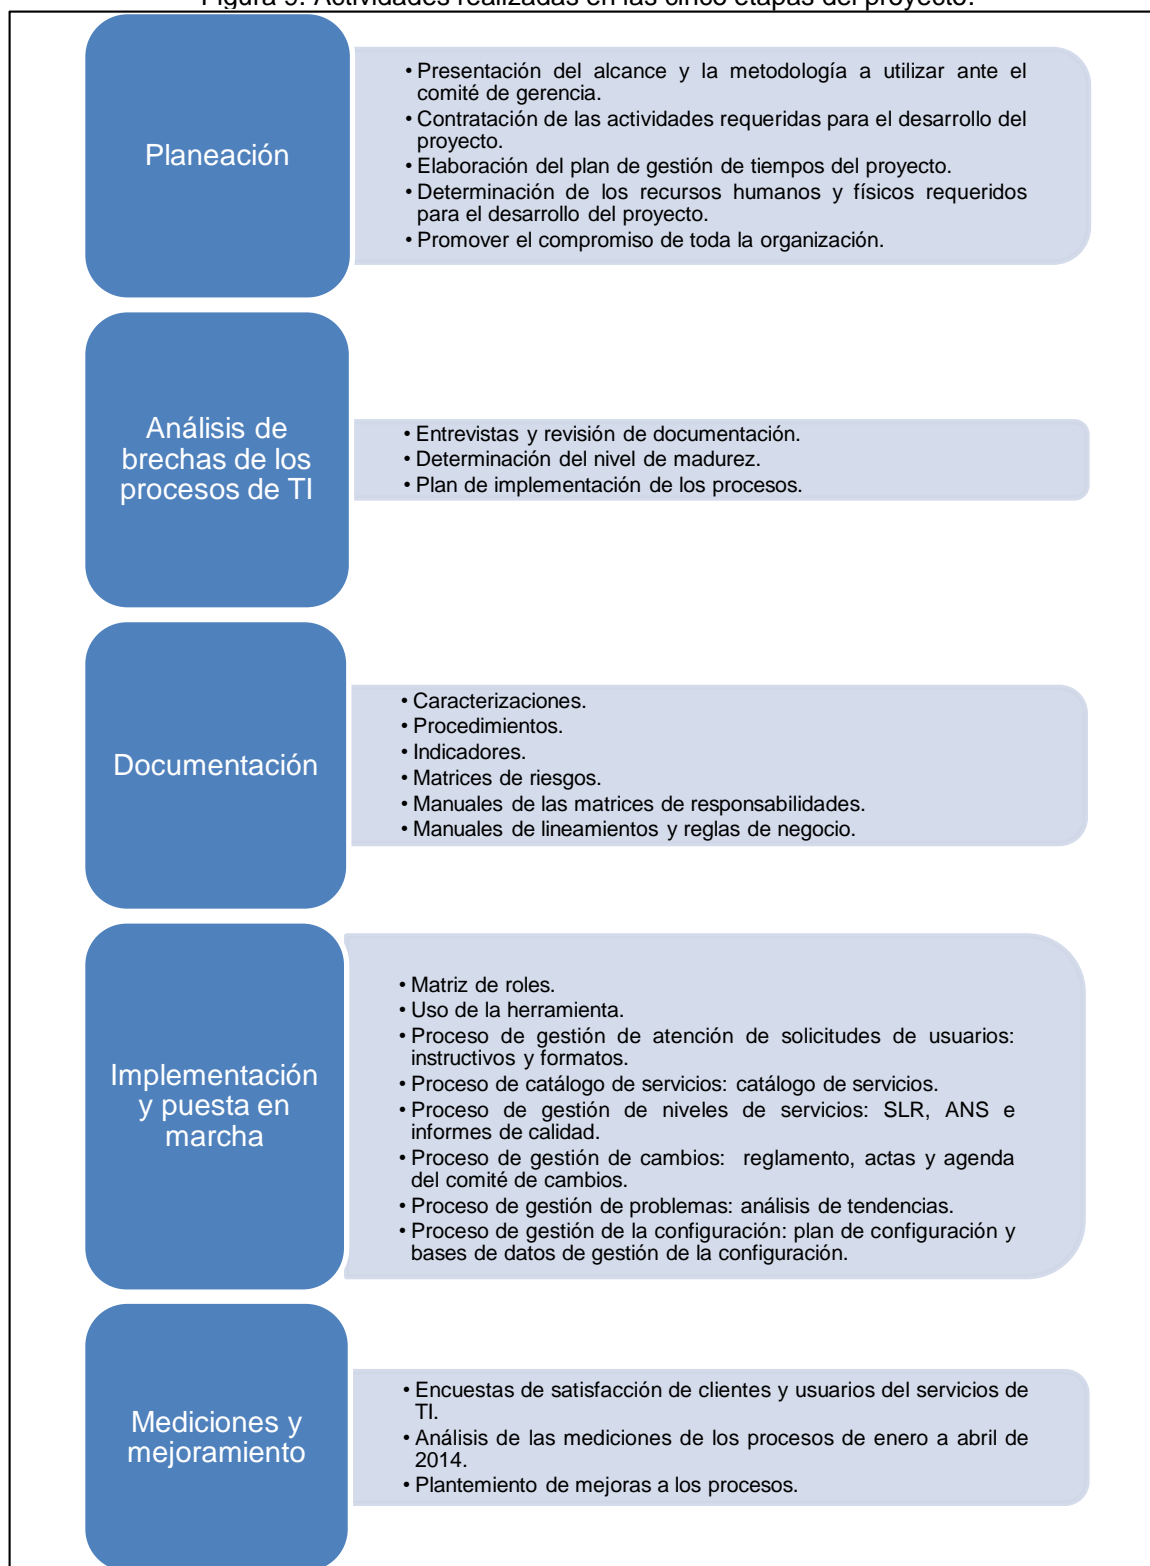 Figura 9. Actividades realizadas en las cinco etapas del proyecto.
Planeación
• Presentación del alcance y la metodología a utilizar ante el
comité de gerencia.
• Contratación de las actividades requeridas para el desarrollo del
proyecto.
• Elaboración del plan de gestión de tiempos del proyecto.
• Determinación de los recursos humanos y físicos requeridos
para el desarrollo del proyecto.
• Promover el compromiso de toda la organización.
Análisis de
brechas de los
procesos de TI
• Entrevistas y revisión de documentación.
• Determinación del nivel de madurez.
• Plan de implementación de los procesos.
Documentación
• Caracterizaciones.
• Procedimientos.
• Indicadores.
• Matrices de riesgos.
• Manuales de las matrices de responsabilidades.
• Manuales de lineamientos y reglas de negocio.
Implementación
y puesta en
marcha
• Matriz de roles.
• Uso de la herramienta.
• Proceso de gestión de atención de solicitudes de usuarios:
instructivos y formatos.
• Proceso de catálogo de servicios: catálogo de servicios.
• Proceso de gestión de niveles de servicios: SLR, ANS e
informes de calidad.
• Proceso de gestión de cambios: reglamento, actas y agenda
del comité de cambios.
• Proceso de gestión de problemas: análisis de tendencias.
• Proceso de gestión de la configuración: plan de configuración y
bases de datos de gestión de la configuración.
Mediciones y
mejoramiento
• Encuestas de satisfacción de clientes y usuarios del servicios de
TI.
• Análisis de las mediciones de los procesos de enero a abril de
2014.
• Plantemiento de mejoras a los procesos.